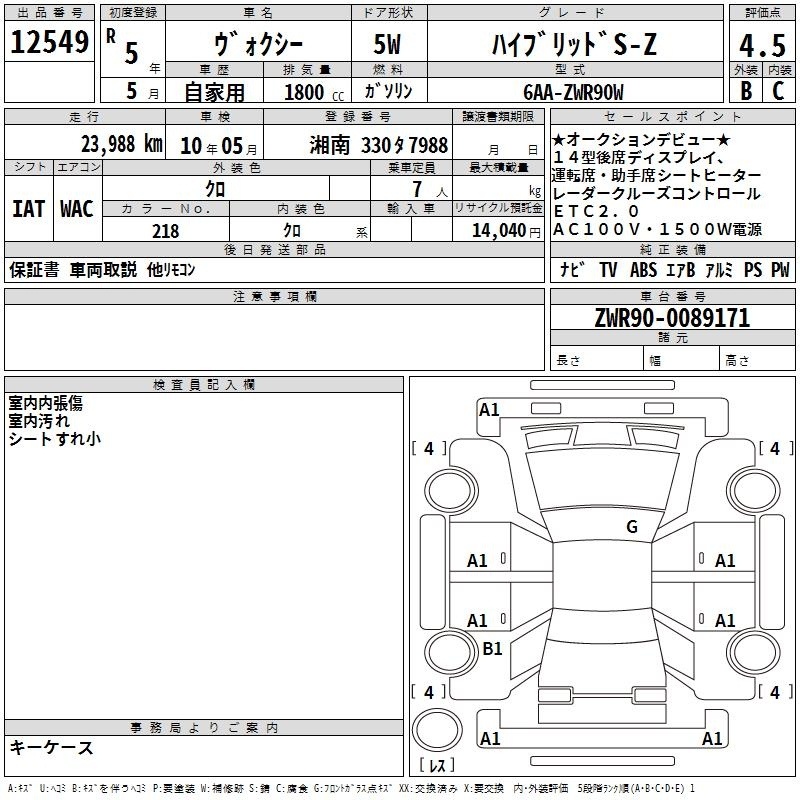 出品番号
12549
初度登録
R 5 年
5 月
車名
ヴォクシー
ドア形状
5W
グレード
ハイブリッドS-Z
評価点
4.5
外装 内装
B C
車歴
自家用
排気量
1800 CC
燃料
ガソリン
型式
6AA-ZWR90W
走行
23,988 km
車検
10 年 05 月
登録番号
湘南 330タ7988
譲渡書類期限
月 日
シフト
IAT
エアコン
WAC
外装色
クロ
乗車定員
7 人
最大積載量
kg
カラーNo.
218
内装色
クロ 系
輸入車
リサイクル預託金
14,040 円
後日発送部品
保証書 車両取説 他リモコン
セールスポイント
★オークションデビュー★
14型後席ディスプレイ、
運転席・助手席シートヒーター
レーダークルーズコントロール
ETC2.0
AC100V・1500W電源
純正装備
ナビ TV ABS エアB アルミ PS PW
注意事項欄
車台番号
ZWR90-0089171
諸元
長さ 幅 高さ
検査員記入欄
室内内張傷
室内汚れ
シートすれ小
事務局よりご案内
キーケース
A1
[ 4 ] [ 4 ]
G
A1 A1
A1 A1
B1
[ 4 ] [ 4 ]
A1 A1
[ レス ]
A:キズ U:ヘコミ B:キズを伴うヘコミ P:要塗装 W:補修跡 S:錆 C:腐食 G:フロントガラス点キズ XX:交換済み X:要交換 内・外装評価 5段階ランク順(A・B・C・D・E) 1